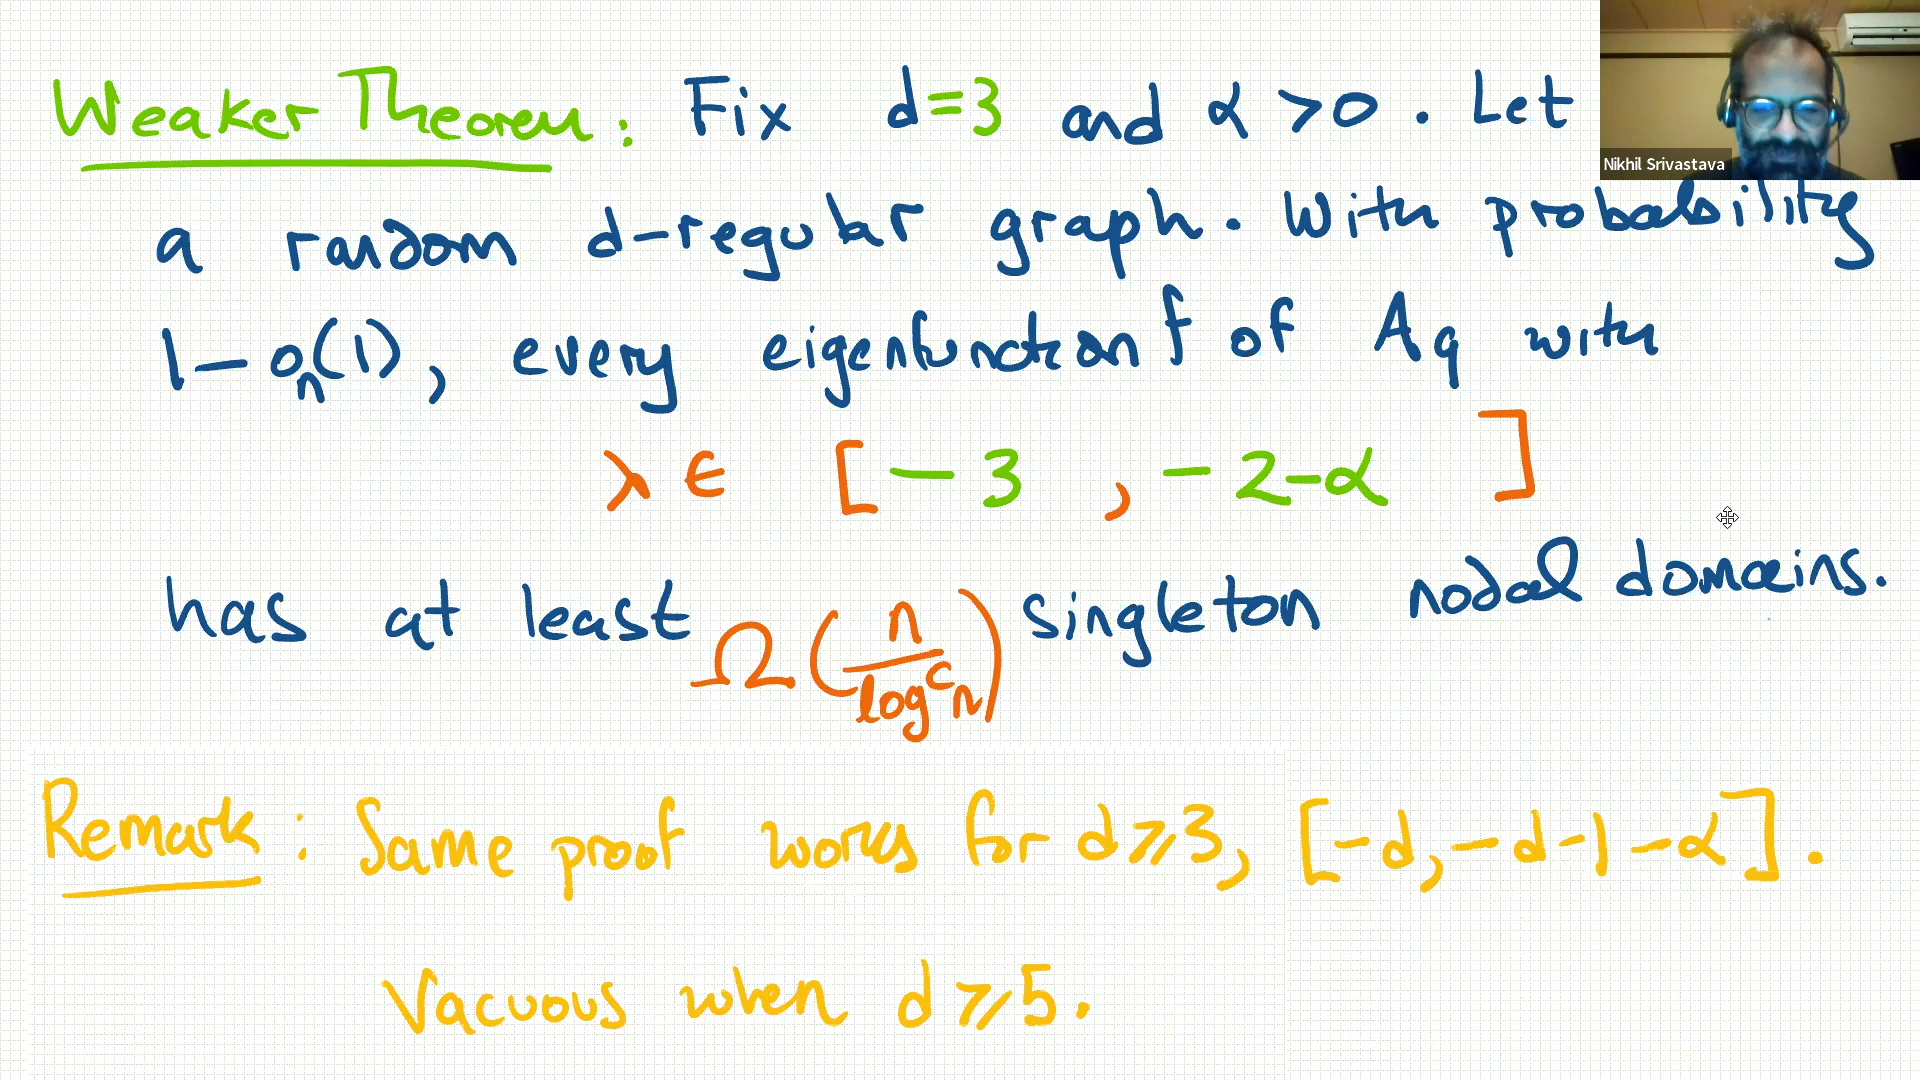 Weaker Theorem: Fix d=3 and α >0. Let
Nikhil Srivastava
a random d-regular graph. With probability
1-oₙ(1), every eigenfunction f of A_G with
λ ∈ [-3, -2-α]
has at least Ω(n/log^c n) singleton nodal domains.
Remark: Same proof works for d⩾3, [-d,-d-1-α].
Vacuous when d⩾5.